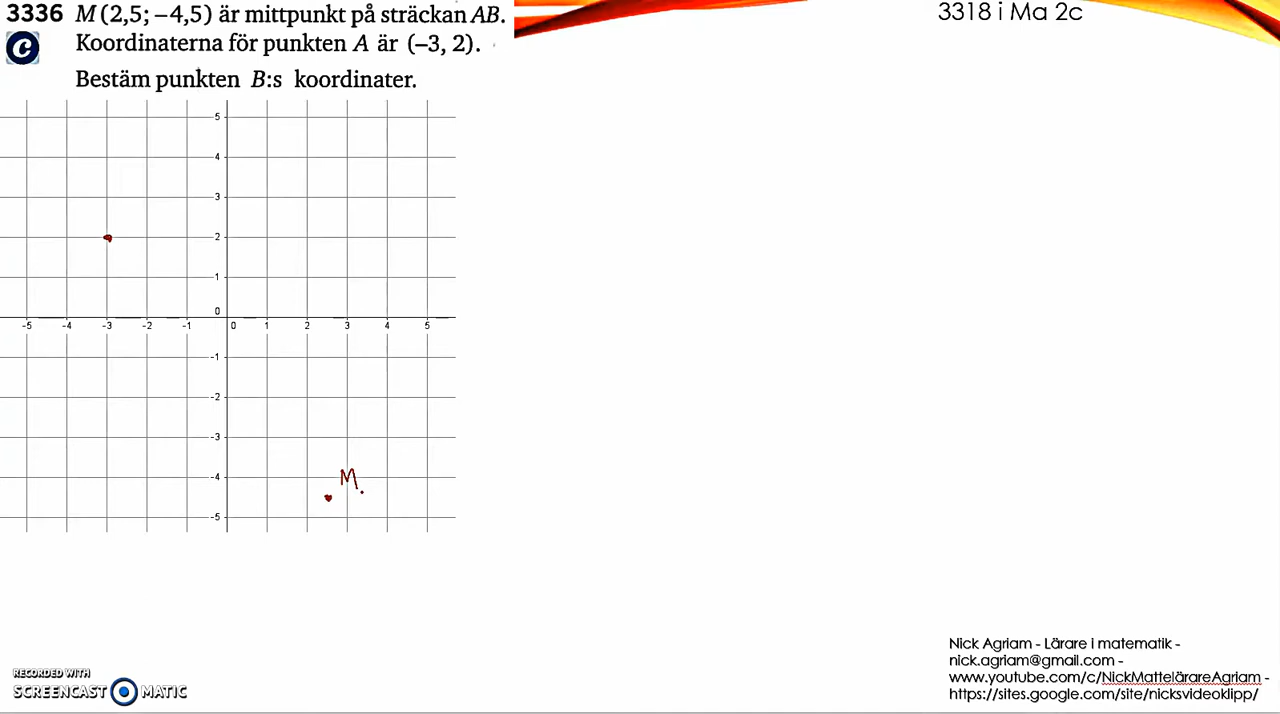 3336 M (2,5; −4,5) är mittpunkt på sträckan AB.
Koordinaterna för punkten A är (−3, 2).
Bestäm punkten B:s koordinater.
C
3318 i Ma 2c
5
4
3
2
1
0
-5 -4 -3 -2 -1 0 1 2 3 4 5
-1
-2
-3
-4
-5
M
Nick Agriam - Lärare i matematik -
nick.agriam@gmail.com -
www.youtube.com/c/NickMattelärareAgriam -
https://sites.google.com/site/nicksvideoklipp/
RECORDED WITH
SCREENCAST MATIC